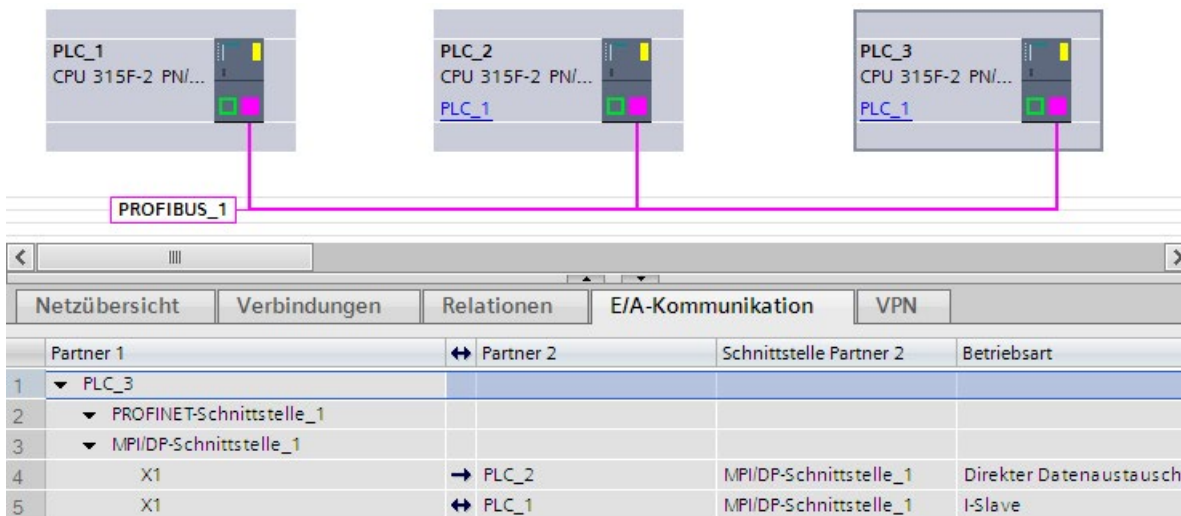 PLC_1
CPU 315F-2 PN/...
PLC_2
CPU 315F-2 PN/...
PLC_1
PLC_3
CPU 315F-2 PN/...
PLC_1
PROFIBUS_1
Netzübersicht Verbindungen Relationen E/A-Kommunikation VPN
Partner 1 ↔ Partner 2 Schnittstelle Partner 2 Betriebsart
1 PLC_3
2 PROFINET-Schnittstelle_1
3 MPI/DP-Schnittstelle_1
4 X1 → PLC_2 MPI/DP-Schnittstelle_1 Direkter Datenaustausch
5 X1 ↔ PLC_1 MPI/DP-Schnittstelle_1 I-Slave